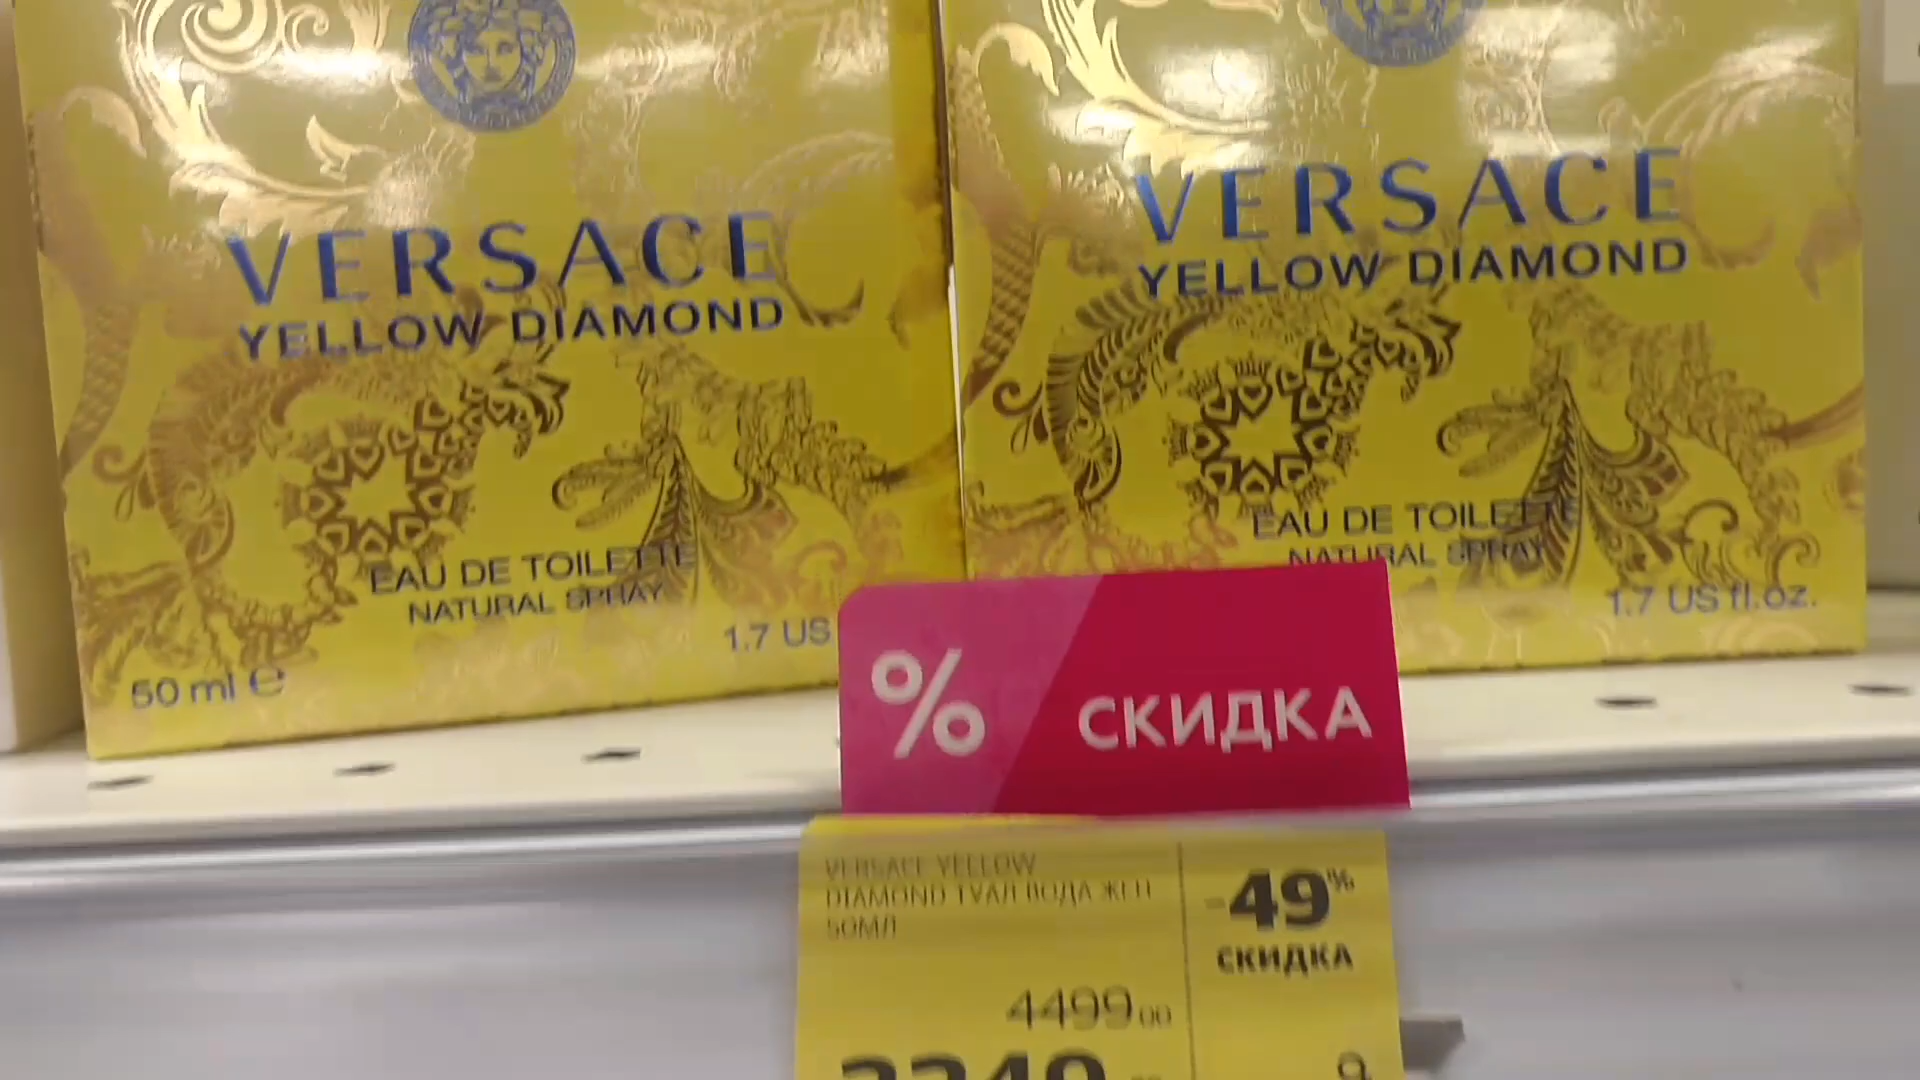 VERSACE
YELLOW DIAMOND
EAU DE TOILETTE
NATURAL SPRAY
50 ml e
1.7 US
VERSACE
YELLOW DIAMOND
EAU DE TOILETTE
NATURAL SPRAY
1.7 US fl.oz.
% СКИДКА
VERSACE YELLOW
DIAMOND ТУАЛ ВОДА ЖЕН
50МЛ
-49%
СКИДКА
4499 00